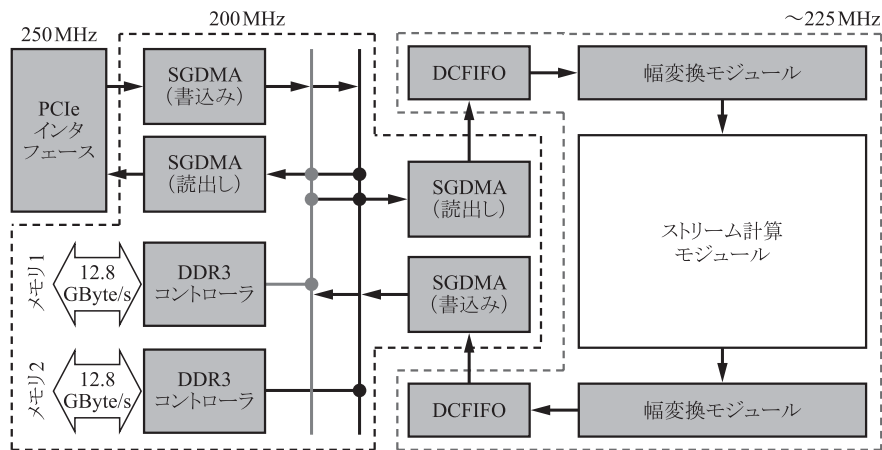 250MHz
200MHz
~225MHz
PCIe
インタ
フェース
SGDMA
(書込み)
SGDMA
(読出し)
メモリ1
12.8
GByte/s
DDR3
コントローラ
メモリ2
12.8
GByte/s
DDR3
コントローラ
DCFIFO
SGDMA
(読出し)
SGDMA
(書込み)
DCFIFO
幅変換モジュール
ストリーム計算
モジュール
幅変換モジュール